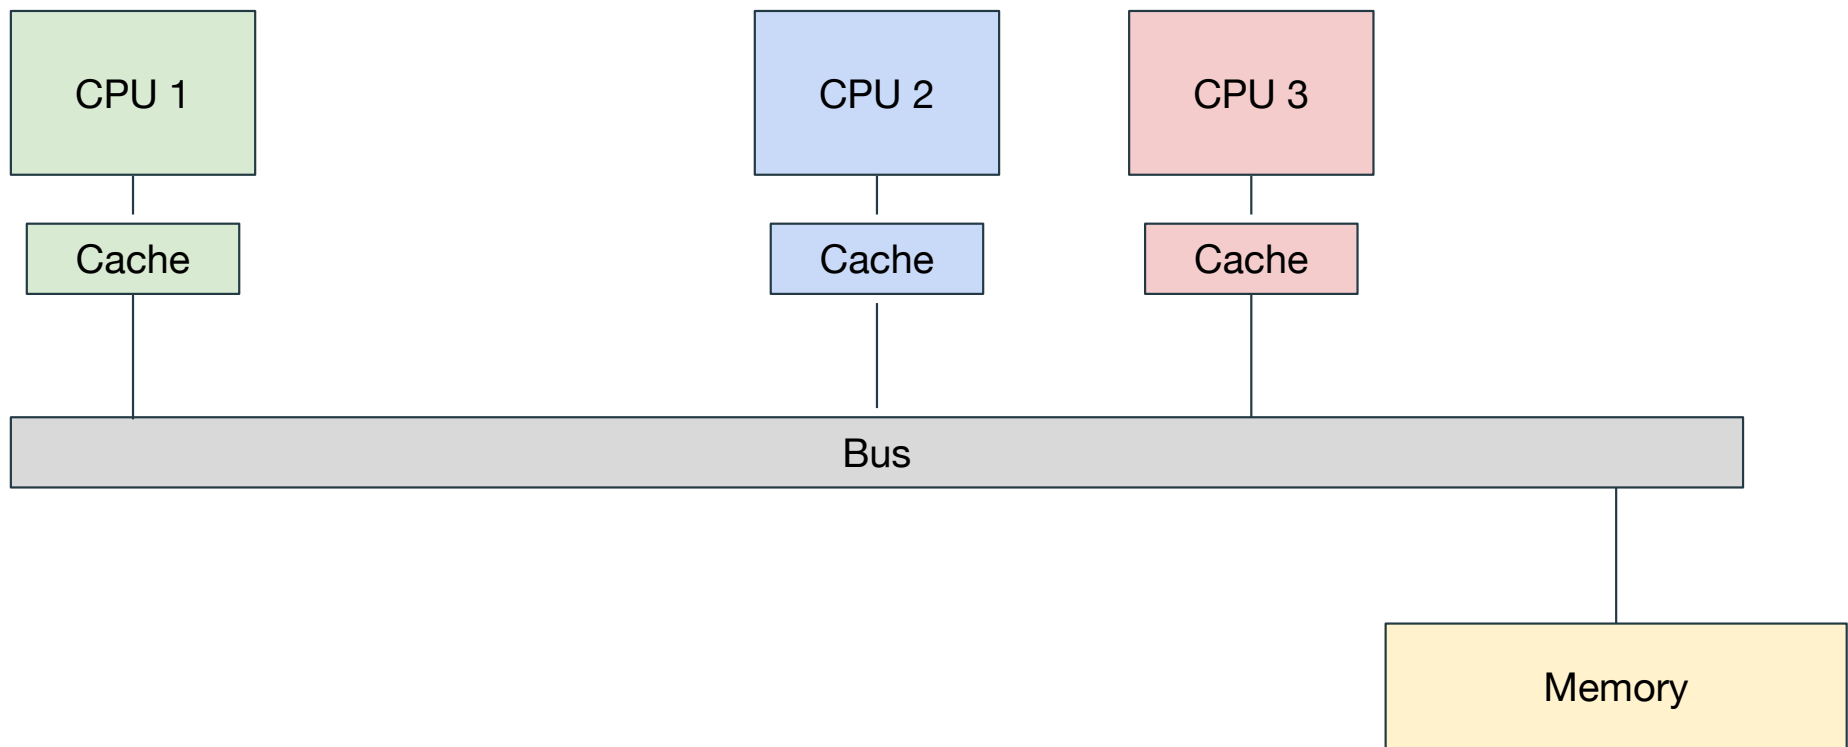 CPU 1
CPU 2
CPU 3
Cache
Cache
Cache
Bus
Memory